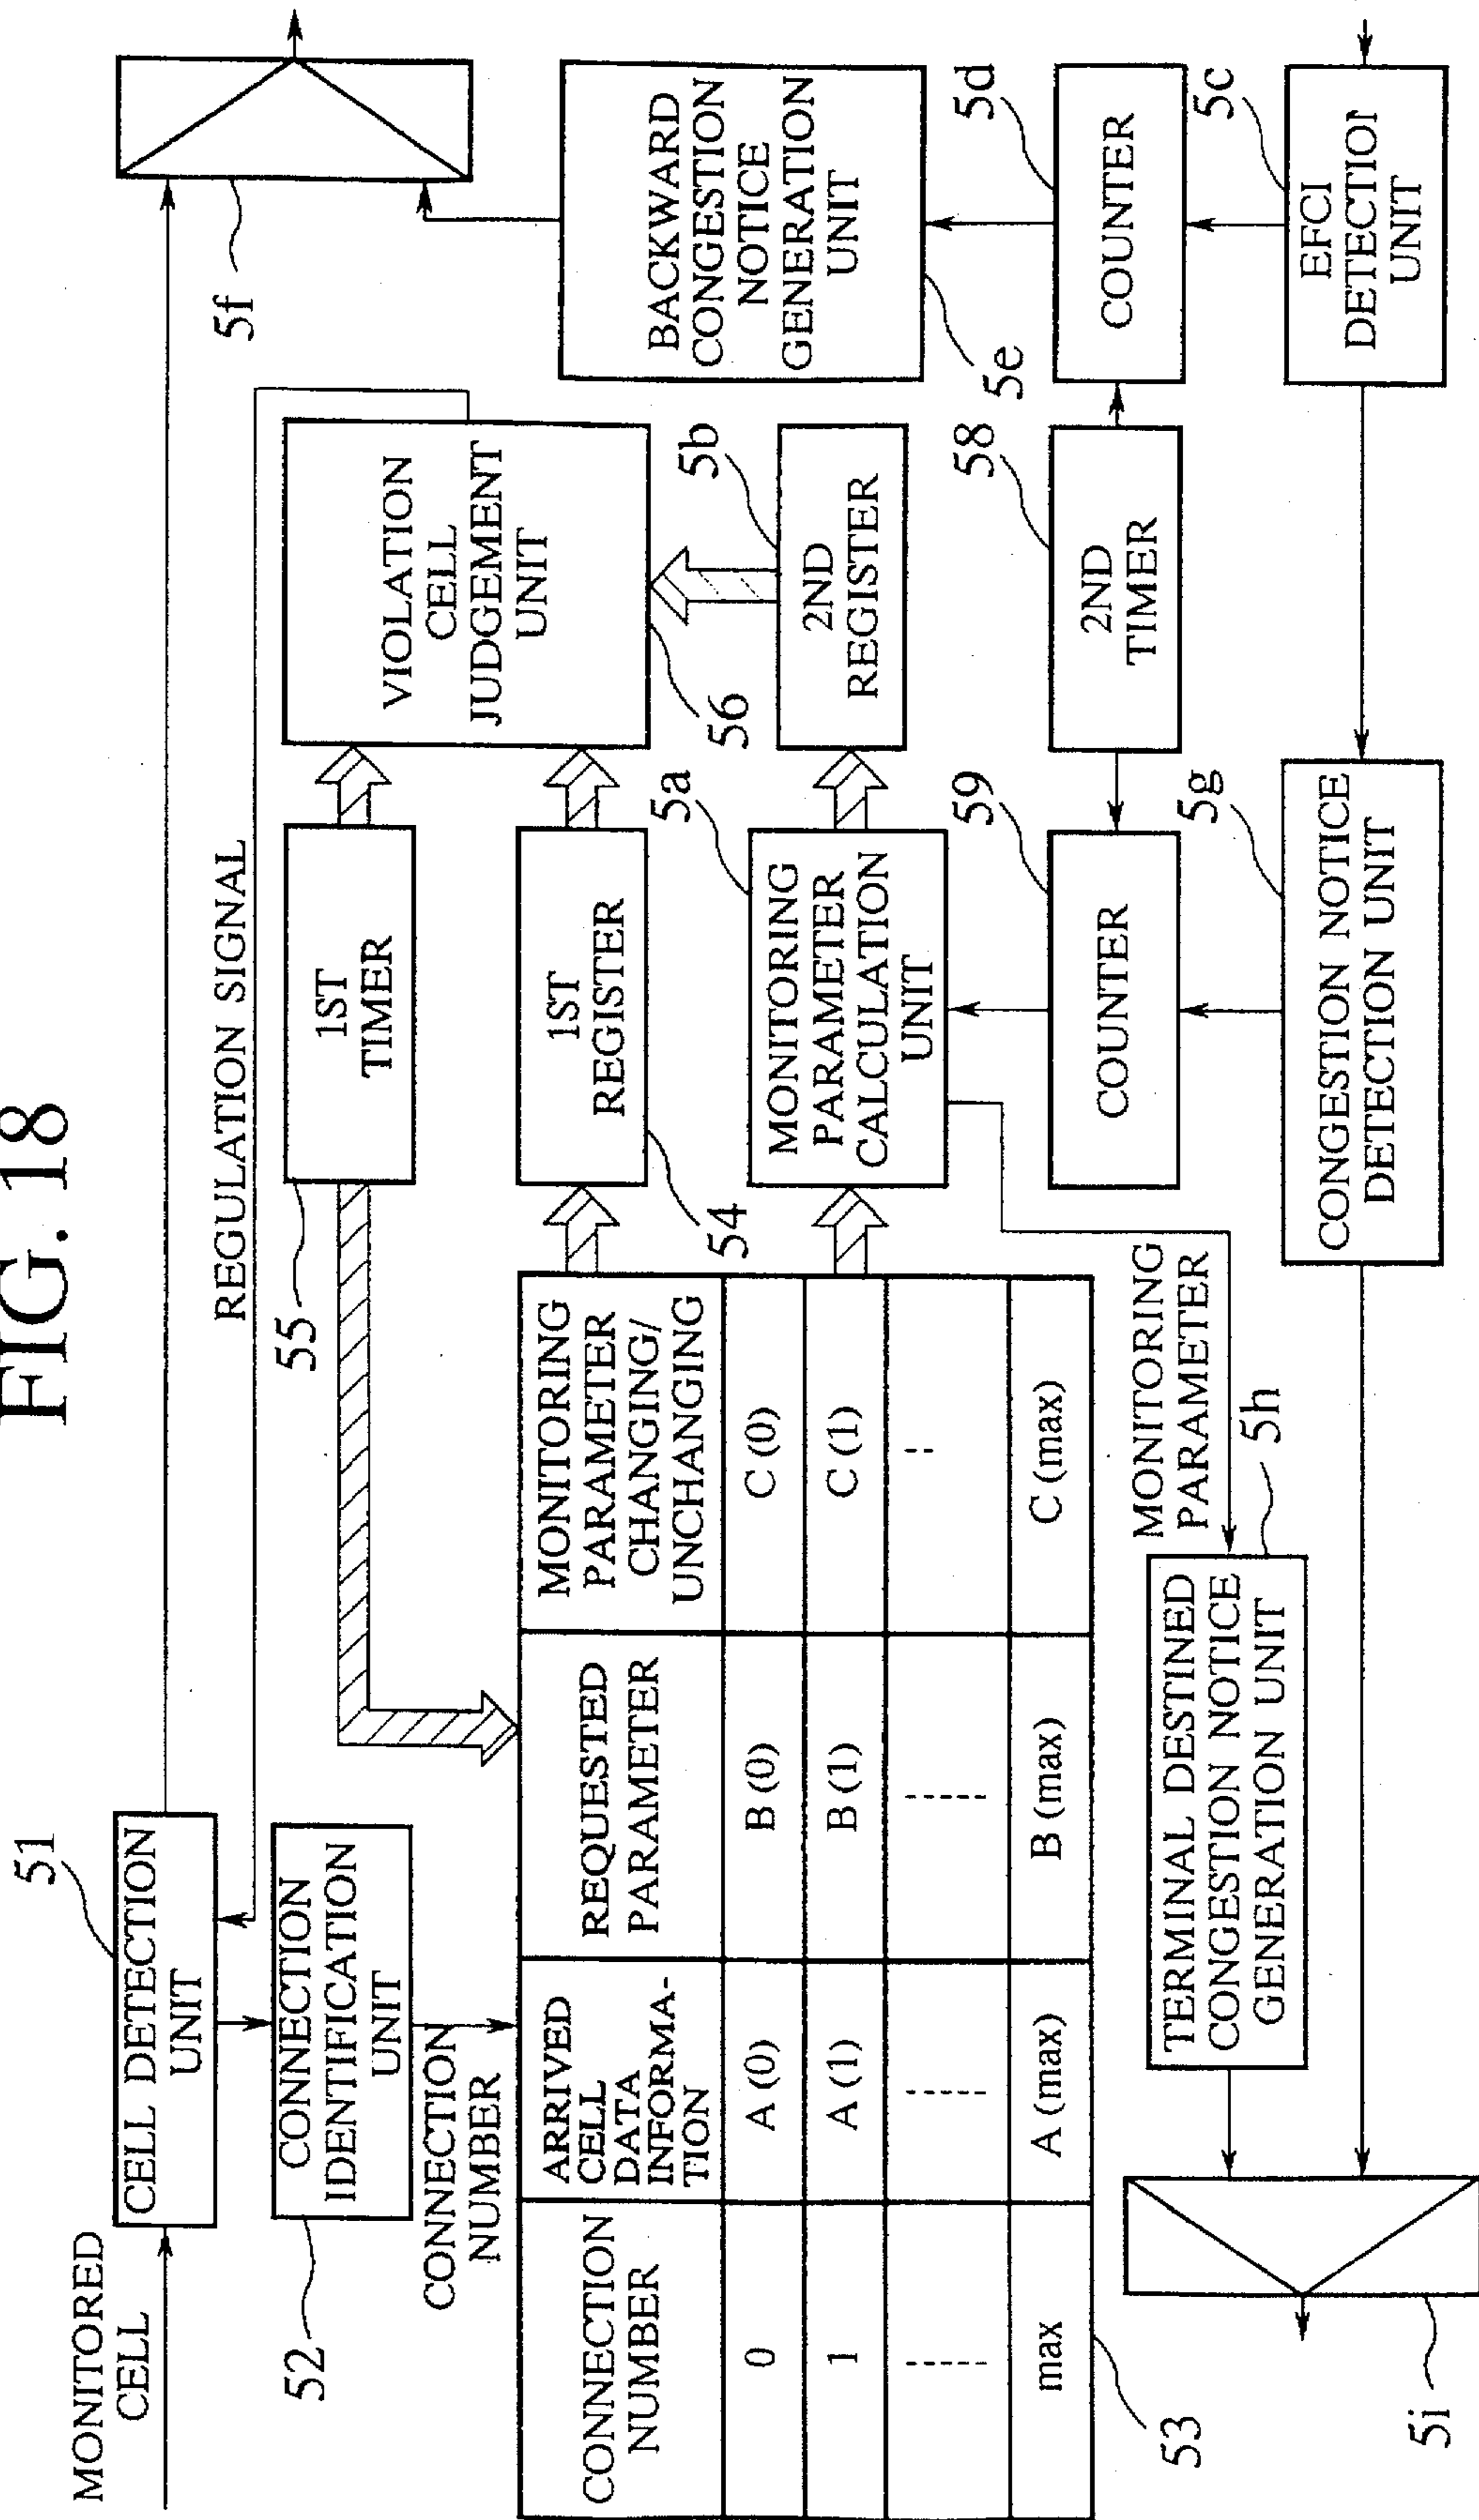 FIG. 18
MONITORED
CELL
51
CELL DETECTION
UNIT
REGULATION SIGNAL
5f
52
CONNECTION
IDENTIFICATION
UNIT
CONNECTION
NUMBER
55
1ST
TIMER
VIOLATION
CELL
JUDGEMENT
UNIT
56
BACKWARD
CONGESTION
NOTICE
GENERATION
UNIT
5e
CONNECTION
NUMBER
ARRIVED
CELL
DATA
INFORMA-
TION
REQUESTED
PARAMETER
MONITORING
PARAMETER
CHANGING/
UNCHANGING
0
A (0)
B (0)
C (0)
1
A (1)
B (1)
C (1)
max
A (max)
B (max)
C (max)
53
1ST
REGISTER
54
5a
MONITORING
PARAMETER
CALCULATION
UNIT
5b
2ND
REGISTER
59
COUNTER
58
2ND
TIMER
5d
COUNTER
MONITORING
PARAMETER
5h
TERMINAL DESTINED
CONGESTION NOTICE
GENERATION UNIT
5g
CONGESTION NOTICE
DETECTION UNIT
5c
EFCI
DETECTION
UNIT
5i